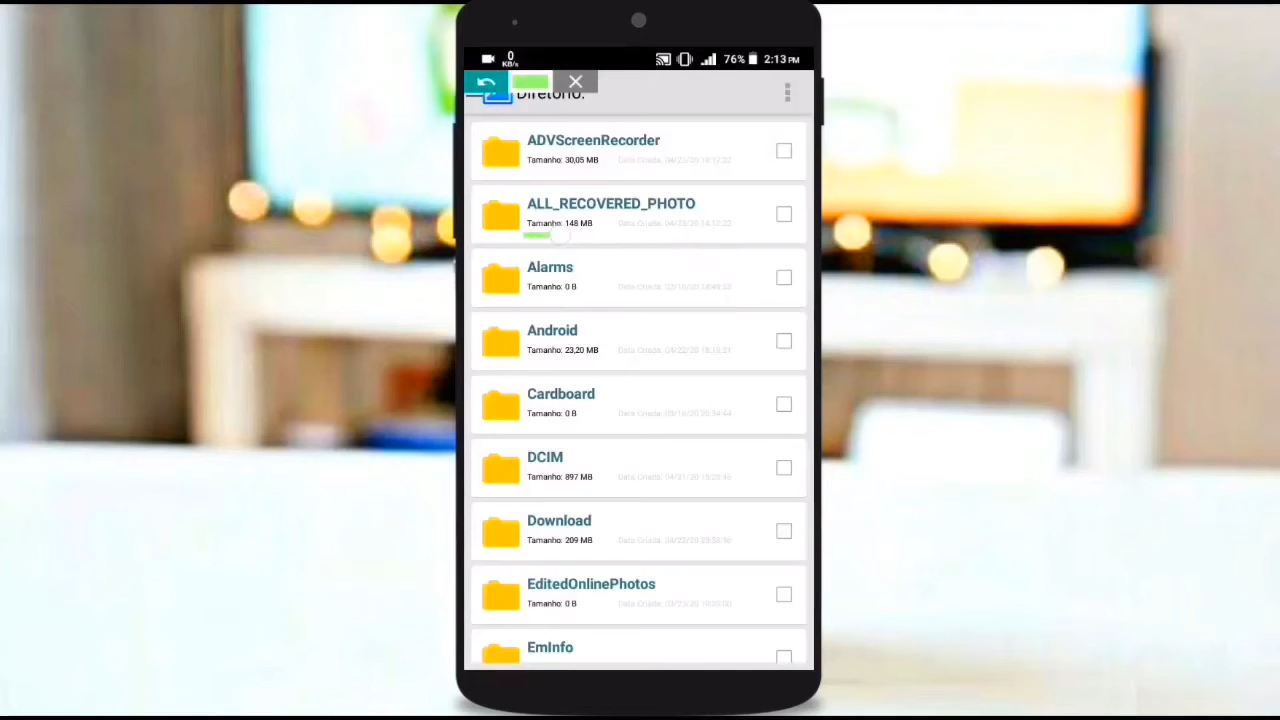 0
KB/s
76%
2:13 PM
Diretório:
ADVScreenRecorder
Tamanho: 30,05 MB
ALL_RECOVERED_PHOTO
Tamanho: 148 MB
Alarms
Tamanho: 0 B
Android
Tamanho: 23,20 MB
Cardboard
Tamanho: 0 B
DCIM
Tamanho: 897 MB
Download
Tamanho: 209 MB
EditedOnlinePhotos
Tamanho: 0 B
EmInfo